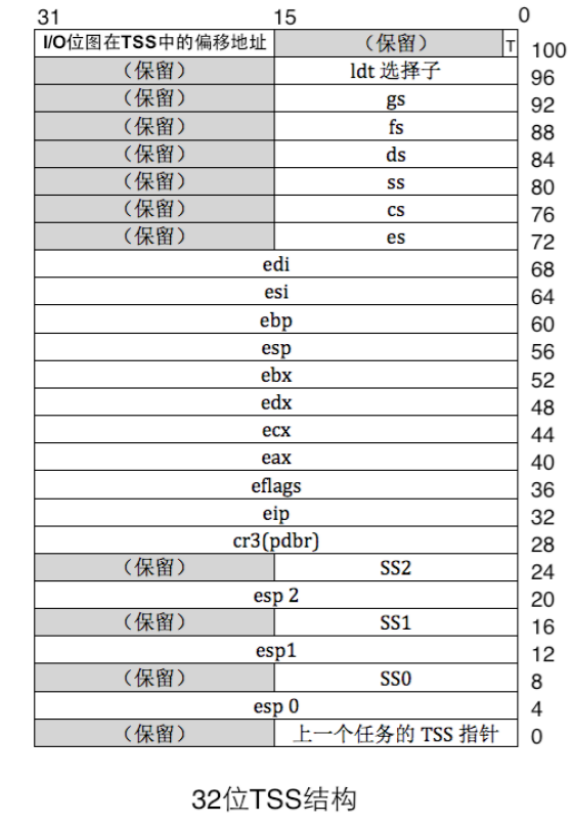 31 15 0
I/O位图在TSS中的偏移地址 （保留） T 100
（保留） ldt 选择子 96
（保留） gs 92
（保留） fs 88
（保留） ds 84
（保留） ss 80
（保留） cs 76
（保留） es 72
edi 68
esi 64
ebp 60
esp 56
ebx 52
edx 48
ecx 44
eax 40
eflags 36
eip 32
cr3(pdbr) 28
（保留） SS2 24
esp 2 20
（保留） SS1 16
esp1 12
（保留） SS0 8
esp 0 4
（保留） 上一个任务的 TSS 指针 0
32位TSS结构